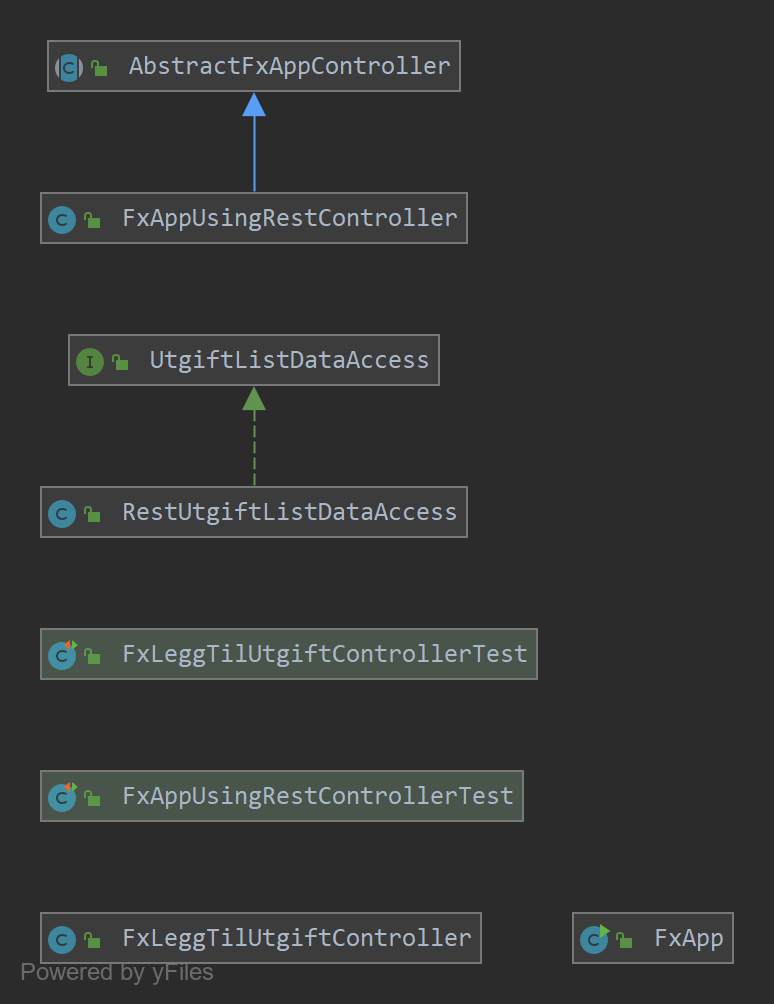 AbstractFxAppController
FxAppUsingRestController
UtgiftListDataAccess
RestUtgiftListDataAccess
FxLeggTilUtgiftControllerTest
FxAppUsingRestControllerTest
FxLeggTilUtgiftController FxApp
Powered by yFiles